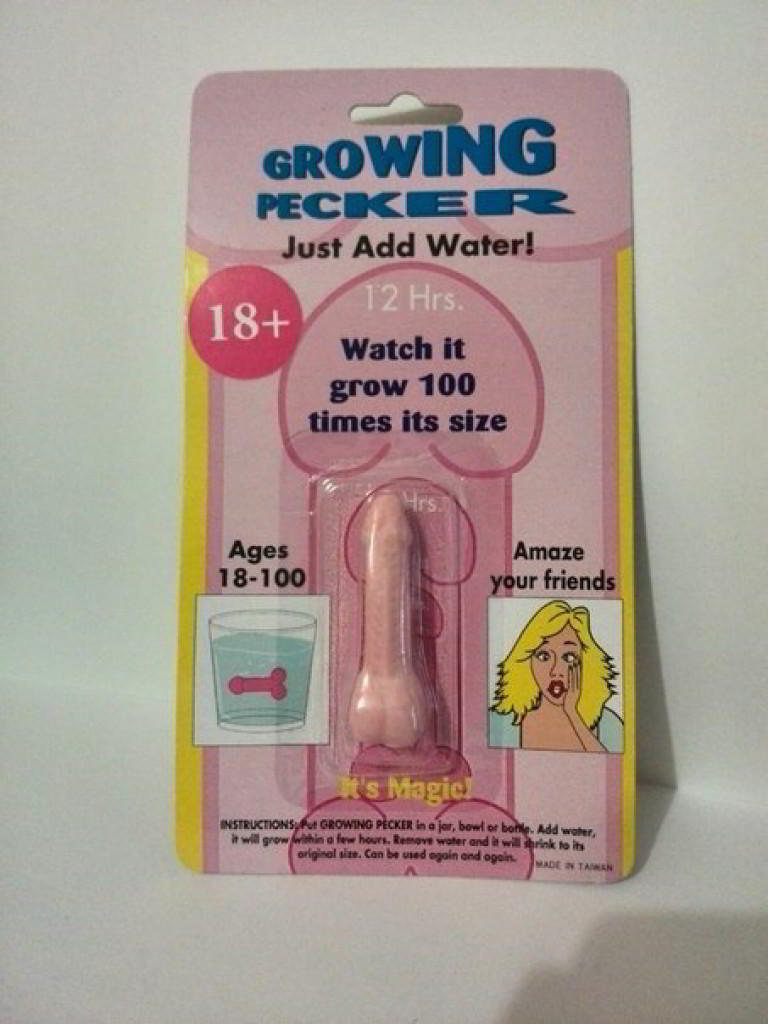 GROWING
PECKER
Just Add Water!
18+
12 Hrs.
Watch it
grow 100
times its size
Hrs.
Ages
18-100
Amaze
your friends
It's Magic!
INSTRUCTIONS: Put GROWING PECKER in a jar, bowl or bottle. Add water,
it will grow within a few hours. Remove water and it will shrink to its
original size. Can be used again and again.
MADE IN TAIWAN